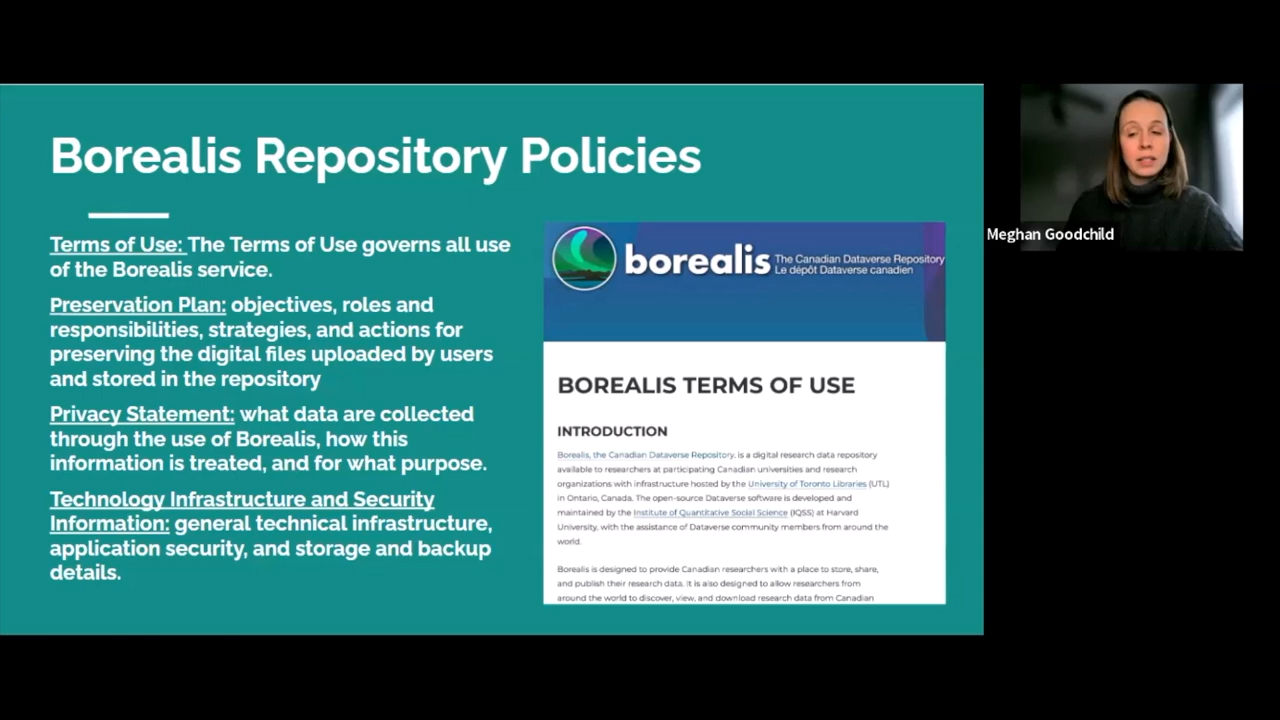 Borealis Repository Policies
Terms of Use: The Terms of Use governs all use
of the Borealis service.
Preservation Plan: objectives, roles and
responsibilities, strategies, and actions for
preserving the digital files uploaded by users
and stored in the repository
Privacy Statement: what data are collected
through the use of Borealis, how this
information is treated, and for what purpose.
Technology Infrastructure and Security
Information: general technical infrastructure,
application security, and storage and backup
details.
borealis The Canadian Dataverse Repository
Le dépôt Dataverse canadien
BOREALIS TERMS OF USE
INTRODUCTION
Borealis, the Canadian Dataverse Repository, is a digital research data repository
available to researchers at participating Canadian universities and research
organizations with infrastructure hosted by the University of Toronto Libraries (UTL)
in Ontario, Canada. The open-source Dataverse software is developed and
maintained by the Institute of Quantitative Social Science (IQSS) at Harvard
University, with the assistance of Dataverse community members from around the
world.
Borealis is designed to provide Canadian researchers with a place to store, share,
and publish their research data. It is also designed to allow researchers from
around the world to discover, view, and download research data from Canadian
Meghan Goodchild